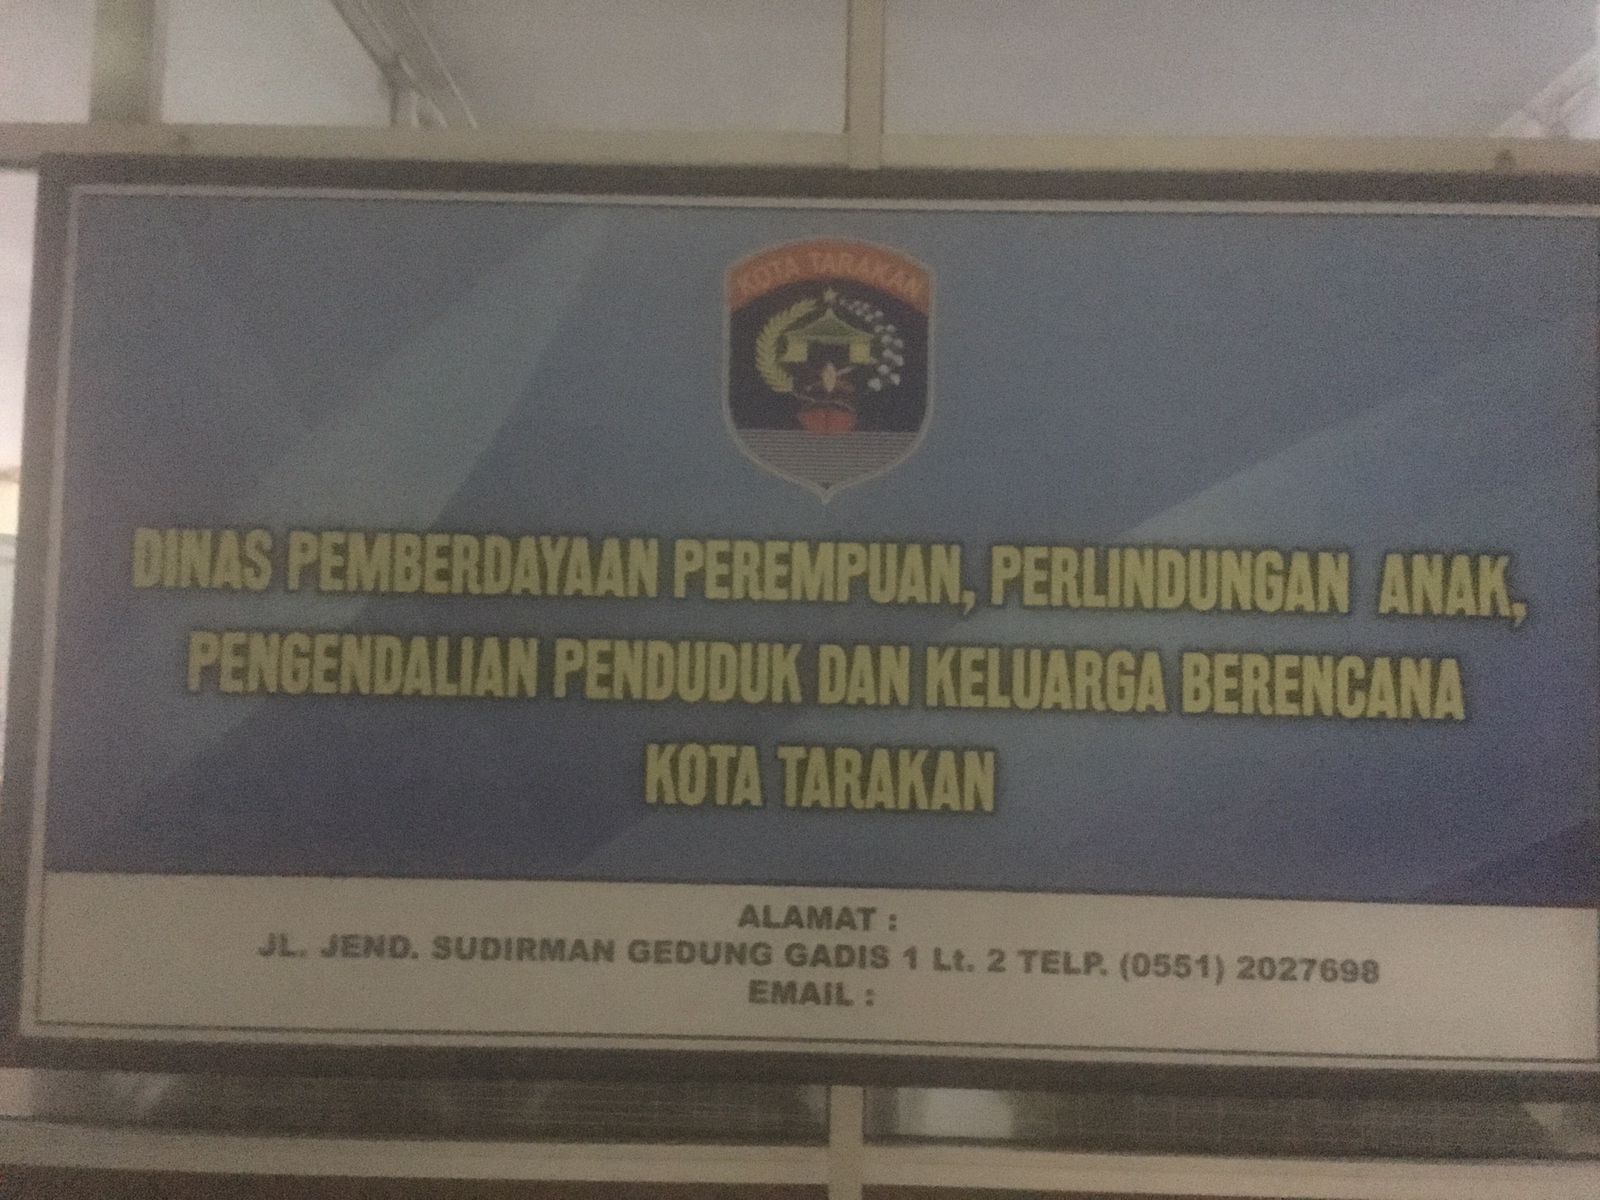 KOTA TARAKAN
DINAS PEMBERDAYAAN PEREMPUAN, PERLINDUNGAN ANAK,
PENGENDALIAN PENDUDUK DAN KELUARGA BERENCANA
KOTA TARAKAN
ALAMAT :
JL. JEND. SUDIRMAN GEDUNG GADIS 1 Lt. 2 TELP. (0551) 2027698
EMAIL :